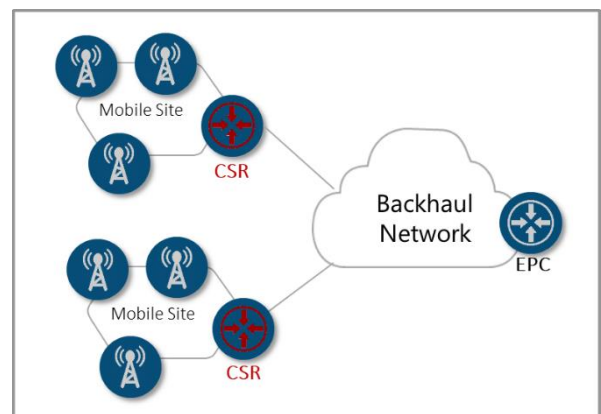 Mobile Site
CSR
Backhaul
Network
EPC
Mobile Site
CSR